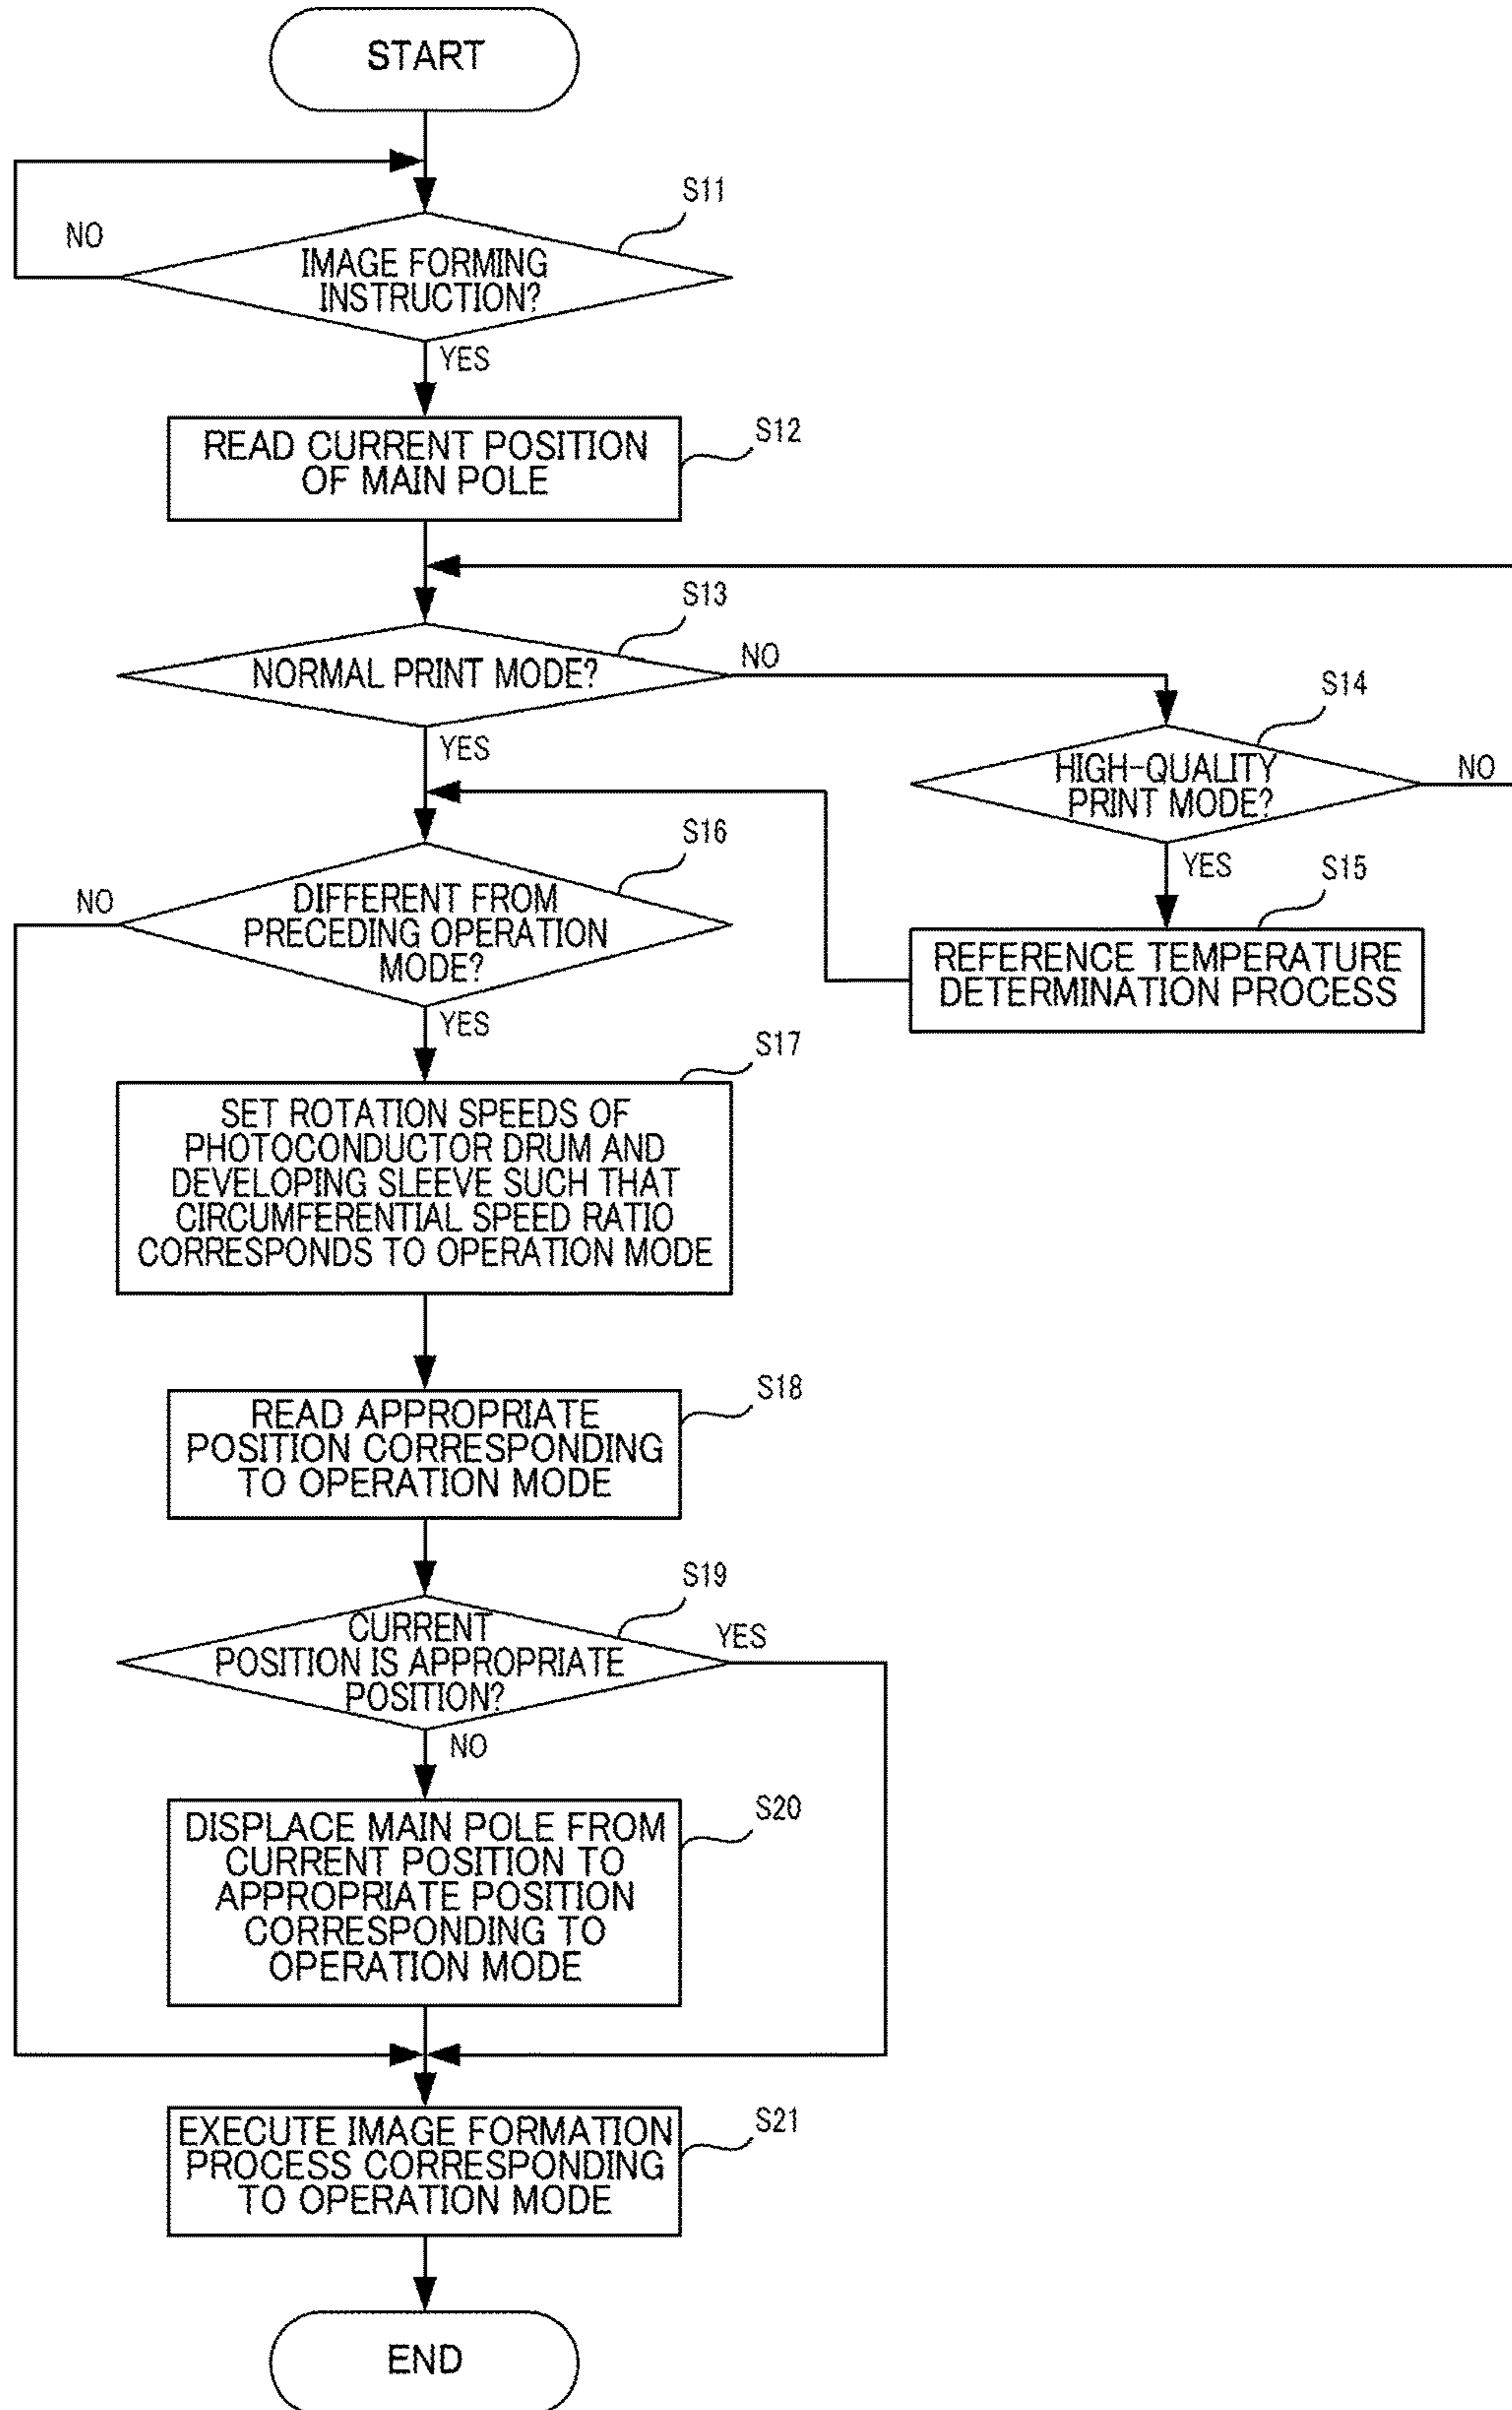 START
S11
NO
IMAGE FORMING
INSTRUCTION?
YES
S12
READ CURRENT POSITION
OF MAIN POLE
S13
NORMAL PRINT MODE?
NO
YES
S14
HIGH-QUALITY
PRINT MODE?
NO
YES
S15
REFERENCE TEMPERATURE
DETERMINATION PROCESS
S16
NO
DIFFERENT FROM
PRECEDING OPERATION
MODE?
YES
S17
SET ROTATION SPEEDS OF
PHOTOCONDUCTOR DRUM AND
DEVELOPING SLEEVE SUCH THAT
CIRCUMFERENTIAL SPEED RATIO
CORRESPONDS TO OPERATION MODE
S18
READ APPROPRIATE
POSITION CORRESPONDING
TO OPERATION MODE
S19
CURRENT
POSITION IS APPROPRIATE
POSITION?
YES
NO
S20
DISPLACE MAIN POLE FROM
CURRENT POSITION TO
APPROPRIATE POSITION
CORRESPONDING TO
OPERATION MODE
S21
EXECUTE IMAGE FORMATION
PROCESS CORRESPONDING
TO OPERATION MODE
END